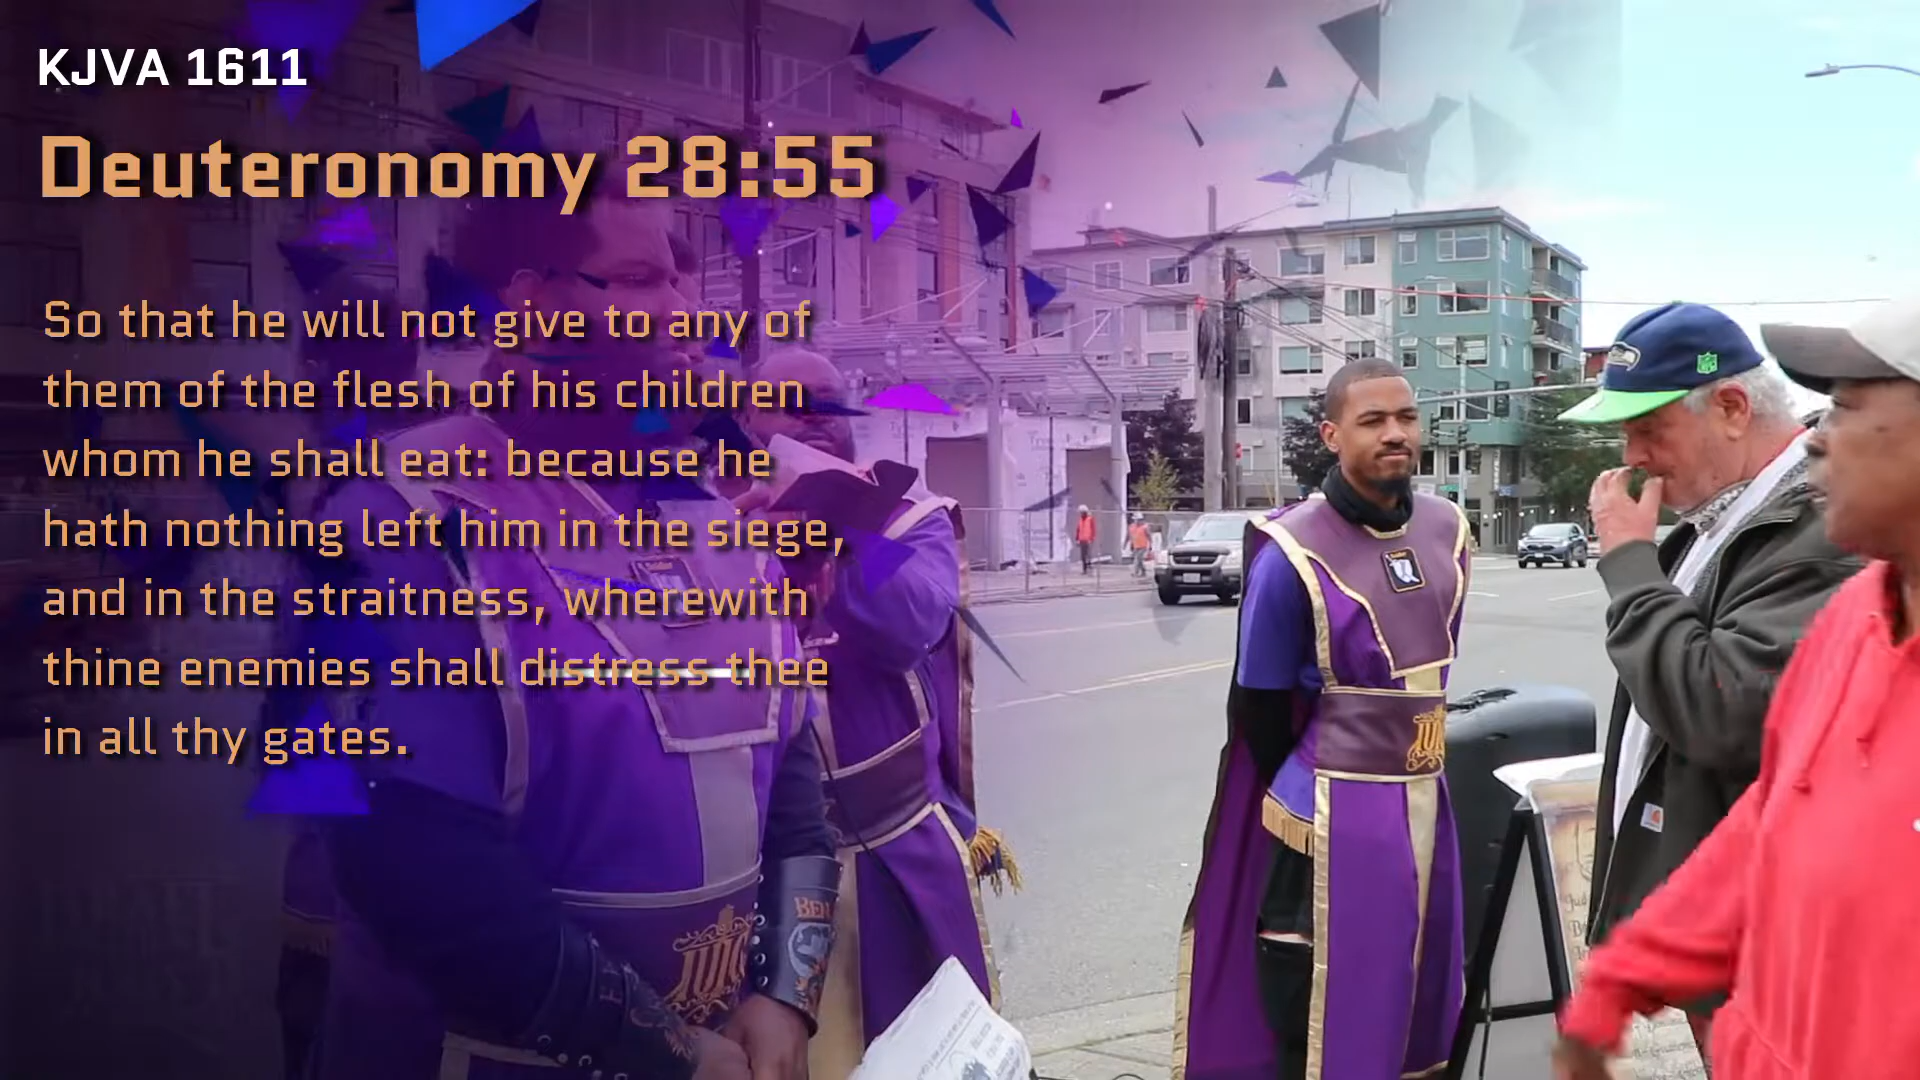 KJVA 1611
Deuteronomy 28:55
So that he will not give to any of
them of the flesh of his children
whom he shall eat: because he
hath nothing left him in the siege,
and in the straitness, wherewith
thine enemies shall distress thee
in all thy gates.
Soldier
Soldier